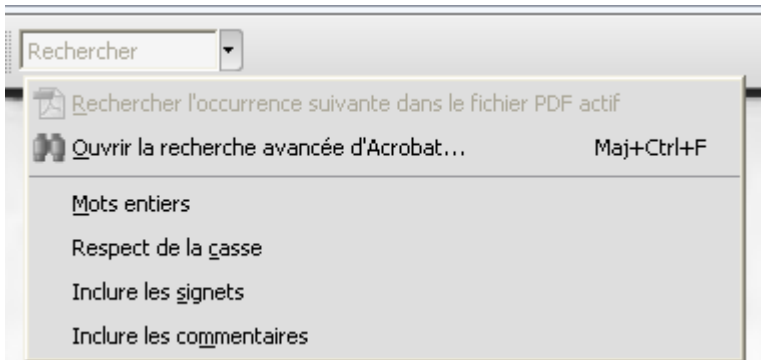 Rechercher
Rechercher l'occurrence suivante dans le fichier PDF actif
Ouvrir la recherche avancée d'Acrobat... Maj+Ctrl+F
Mots entiers
Respect de la casse
Inclure les signets
Inclure les commentaires